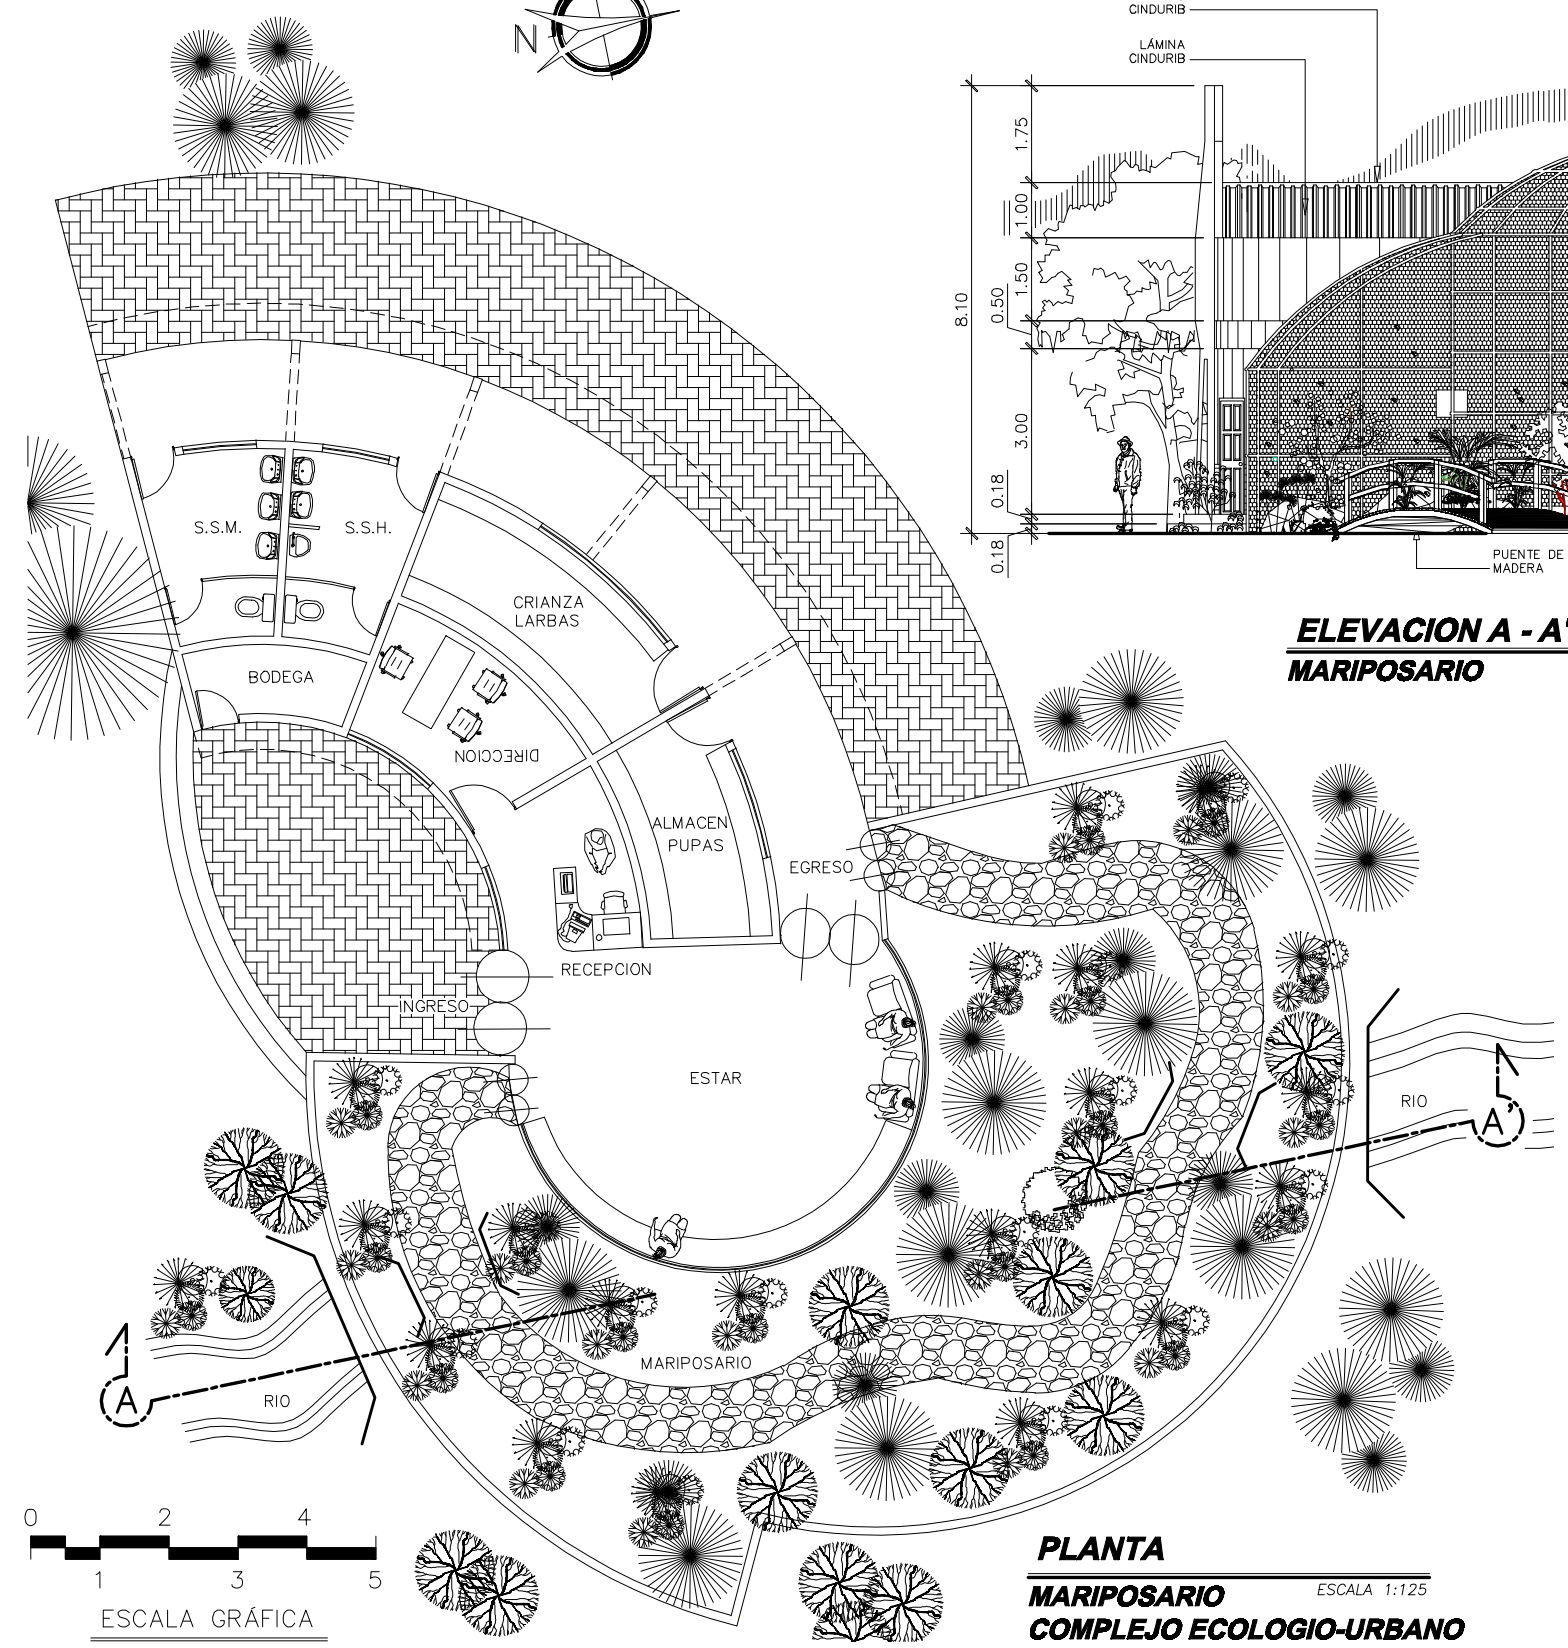 N
CINDURIB
LÁMINA
CINDURIB
1.75
1.00
1.50
0.50
8.10
3.00
0.18
0.18
PUENTE DE
MADERA
ELEVACION A - A'
MARIPOSARIO
S.S.M.
S.S.H.
CRIANZA
LARBAS
BODEGA
DIRECCION
ALMACEN
PUPAS
EGRESO
RECEPCION
INGRESO
ESTAR
RIO
A'
MARIPOSARIO
A
RIO
0 2 4
1 3 5
ESCALA GRÁFICA
PLANTA
MARIPOSARIO ESCALA 1:125
COMPLEJO ECOLOGIO-URBANO